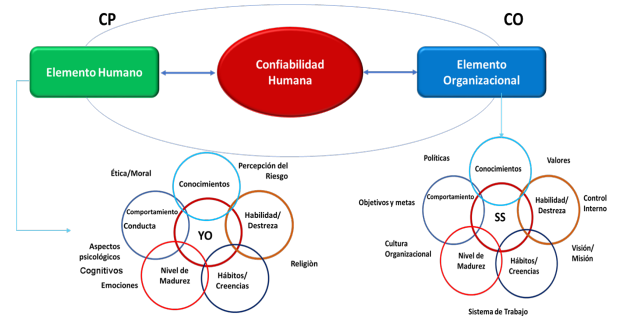 CP
CO
Elemento Humano
Confiabilidad
Humana
Elemento
Organizacional
Ética/Moral
Percepción del
Riesgo
Conocimientos
Comportamiento
Conducta
Habilidad/
Destreza
YO
Aspectos
psicológicos
Cognitivos
Emociones
Nivel de
Madurez
Hábitos/
Creencias
Religiòn
Políticas
Valores
Conocimientos
Objetivos y metas
Comportamiento
Habilidad/
Destreza
Control
Interno
SS
Cultura
Organizacional
Nivel de
Madurez
Hábitos/
Creencias
Visión/
Misión
Sistema de Trabajo